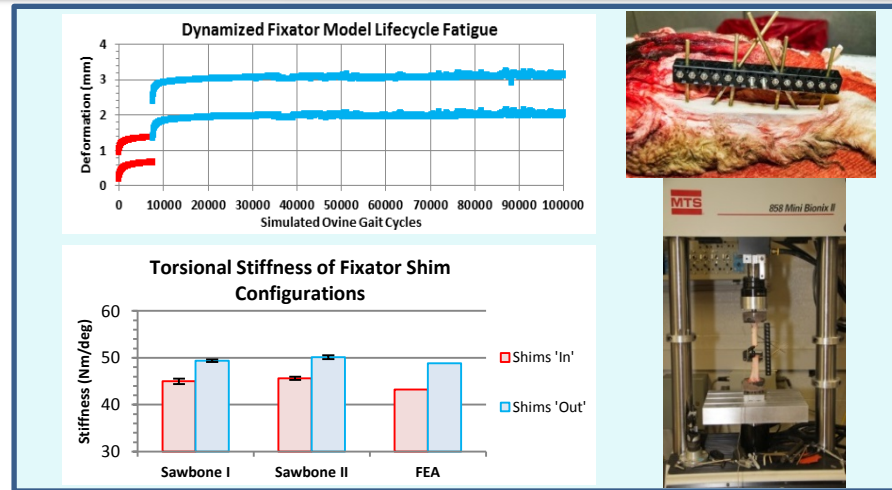 Dynamized Fixator Model Lifecycle Fatigue
Deformation (mm)
4
3
2
1
0
0 10000 20000 30000 40000 50000 60000 70000 80000 90000 100000
Simulated Ovine Gait Cycles
Torsional Stiffness of Fixator Shim
Configurations
Stiffness (Nm/deg)
60
50
40
30
Sawbone I Sawbone II FEA
Shims 'In'
Shims 'Out'
MTS
858 Mini Bionix II